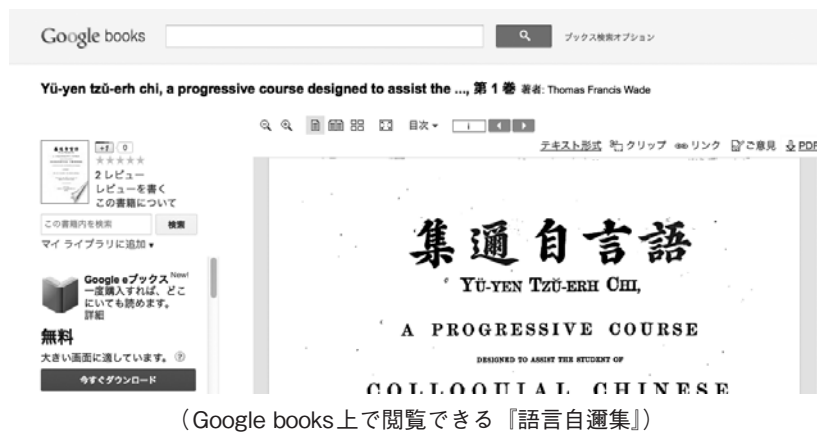 Google books
ブックス検索オプション
Yü-yen tzŭ-erh chi, a progressive course designed to assist the ..., 第 1 巻 著者: Thomas Francis Wade
目次 i
テキスト形式 クリップ リンク ご意見 PDF
+1 0
2 レビュー
レビューを書く
この書籍について
この書籍内を検索 検索
マイ ライブラリに追加
Google eブックス New!
一度購入すれば、どこ
にいても読めます。
詳細
無料
大きい画面に適しています。 ?
今すぐダウンロード
語言自邇集
YÜ-YEN TZŬ-ERH CHI,
A PROGRESSIVE COURSE
DESIGNED TO ASSIST THE STUDENT OF
COLLOQUIAL CHINESE
（Google books上で閲覧できる『語言自邇集』）